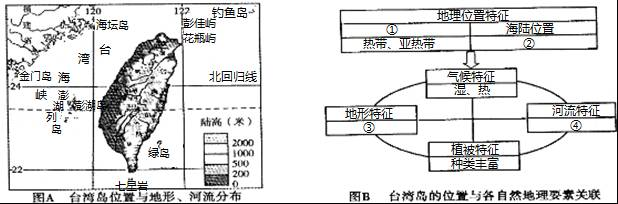 海坛岛
120
122
钓鱼岛
彭佳屿
花瓶屿
台
湾
海
峡
金门岛
24
北回归线
澎
湖
列
岛
澎湖岛
陆高（米）
2000
1000
500
200
0
绿岛
22
七星岩
图A 台湾岛位置与地形、河流分布
地理位置特征
① 海陆位置
热带、亚热带 ②
气候特征
湿、热
地形特征
③
河流特征
④
植被特征
种类丰富
图B 台湾岛的位置与各自然地理要素关联